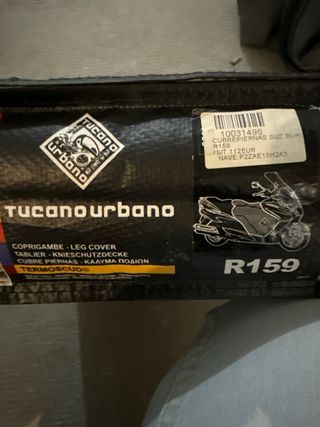 Tucano
urbano
Tucanourbano
COPRIGAMBE - LEG COVER
TABLIER - KNIESCHUTZDECKE
CUBRE PIERNAS - ΚΑΛΥΜΑ ΠΟΔΙΩΝ
TERMOSCUD®
10031496
CUBREPIERNAS SUZ BUR
R159
112EUR
NAVE:P2ZAE15H2A3
R159